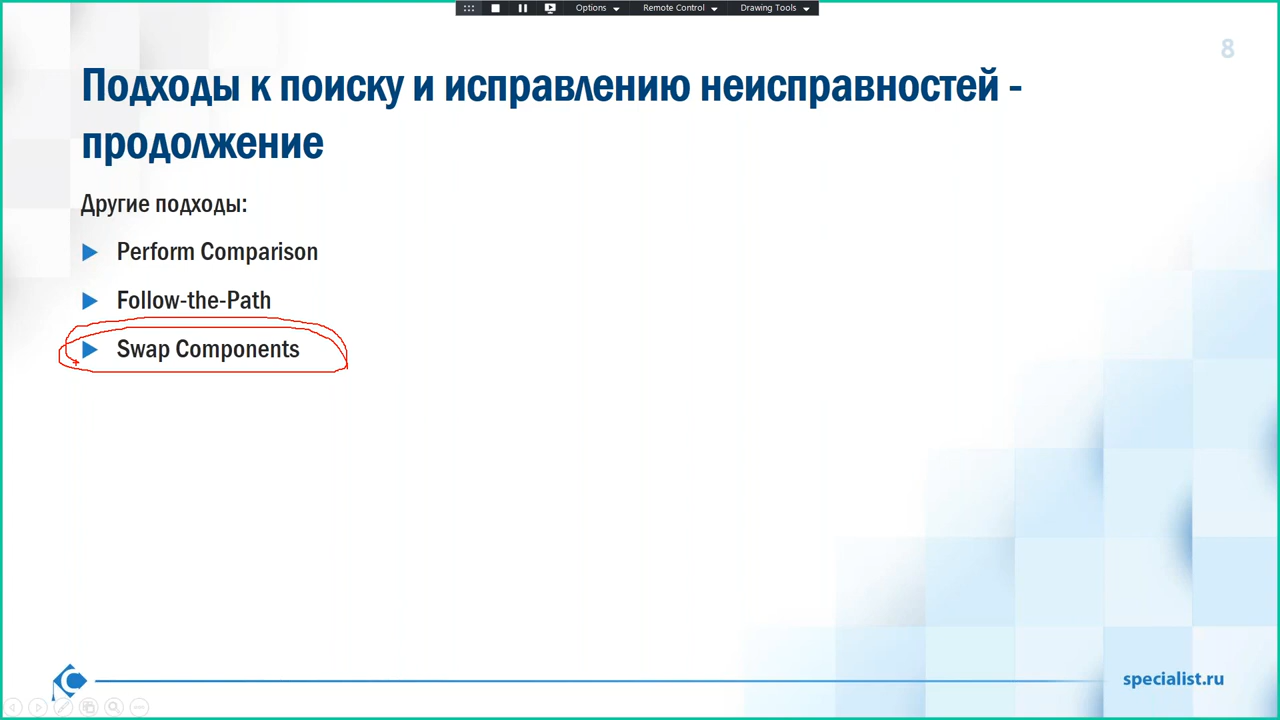 Options
Remote Control
Drawing Tools
8
Подходы к поиску и исправлению неисправностей -
продолжение
Другие подходы:
Perform Comparison
Follow-the-Path
Swap Components
specialist.ru